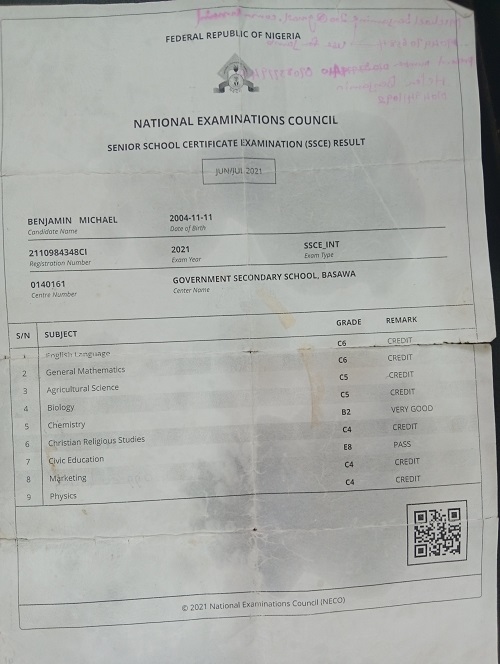 FEDERAL REPUBLIC OF NIGERIA
NATIONAL EXAMINATIONS COUNCIL
SENIOR SCHOOL CERTIFICATE EXAMINATION (SSCE) RESULT
JUN/JUL 2021
BENJAMIN MICHAEL 2004-11-11
Candidate Name Date of Birth
2110984348CI 2021 SSCE_INT
Registration Number Exam Year Exam Type
0140161 GOVERNMENT SECONDARY SCHOOL, BASAWA
Centre Number Center Name
S/N SUBJECT GRADE REMARK
1 English Language C6 CREDIT
2 General Mathematics C6 CREDIT
3 Agricultural Science C5 CREDIT
4 Biology C5 CREDIT
5 Chemistry B2 VERY GOOD
6 Christian Religious Studies C4 CREDIT
7 Civic Education E8 PASS
8 Marketing C4 CREDIT
9 Physics C4 CREDIT
© 2021 National Examinations Council (NECO)